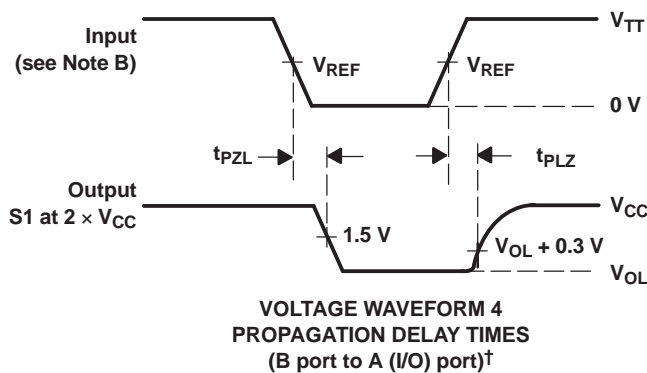 Input
(see Note B)
V_REF
V_REF
V_TT
0 V
t_PZL
t_PLZ
Output
S1 at 2 × V_CC
1.5 V
V_CC
V_OL + 0.3 V
V_OL
VOLTAGE WAVEFORM 4
PROPAGATION DELAY TIMES
(B port to A (I/O) port)†